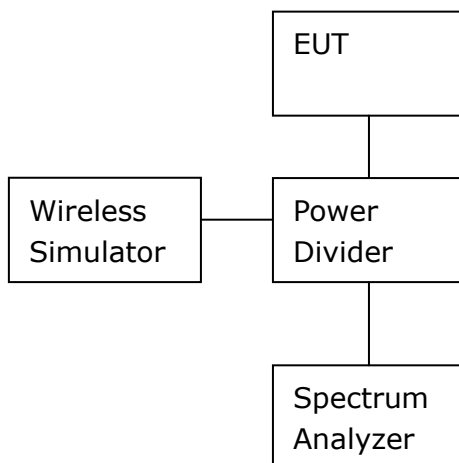 EUT
Wireless
Simulator
Power
Divider
Spectrum
Analyzer